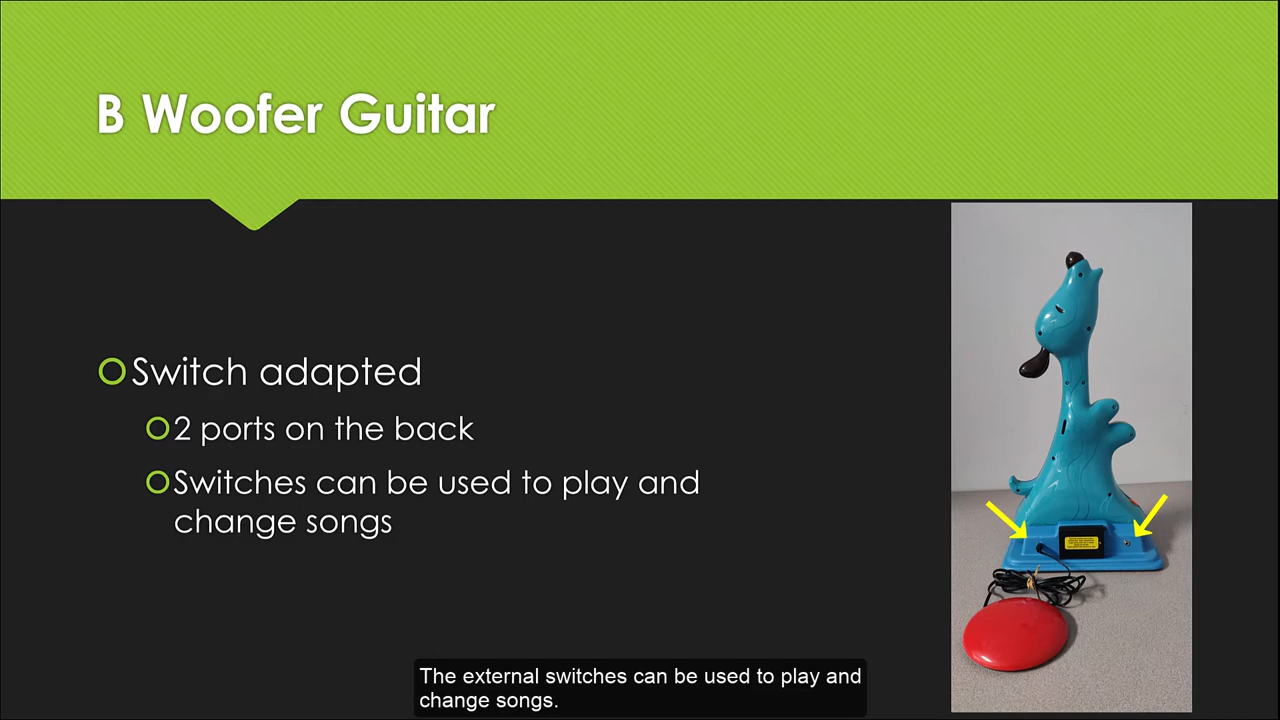 B Woofer Guitar
Switch adapted
2 ports on the back
Switches can be used to play and
change songs
The external switches can be used to play and
change songs.